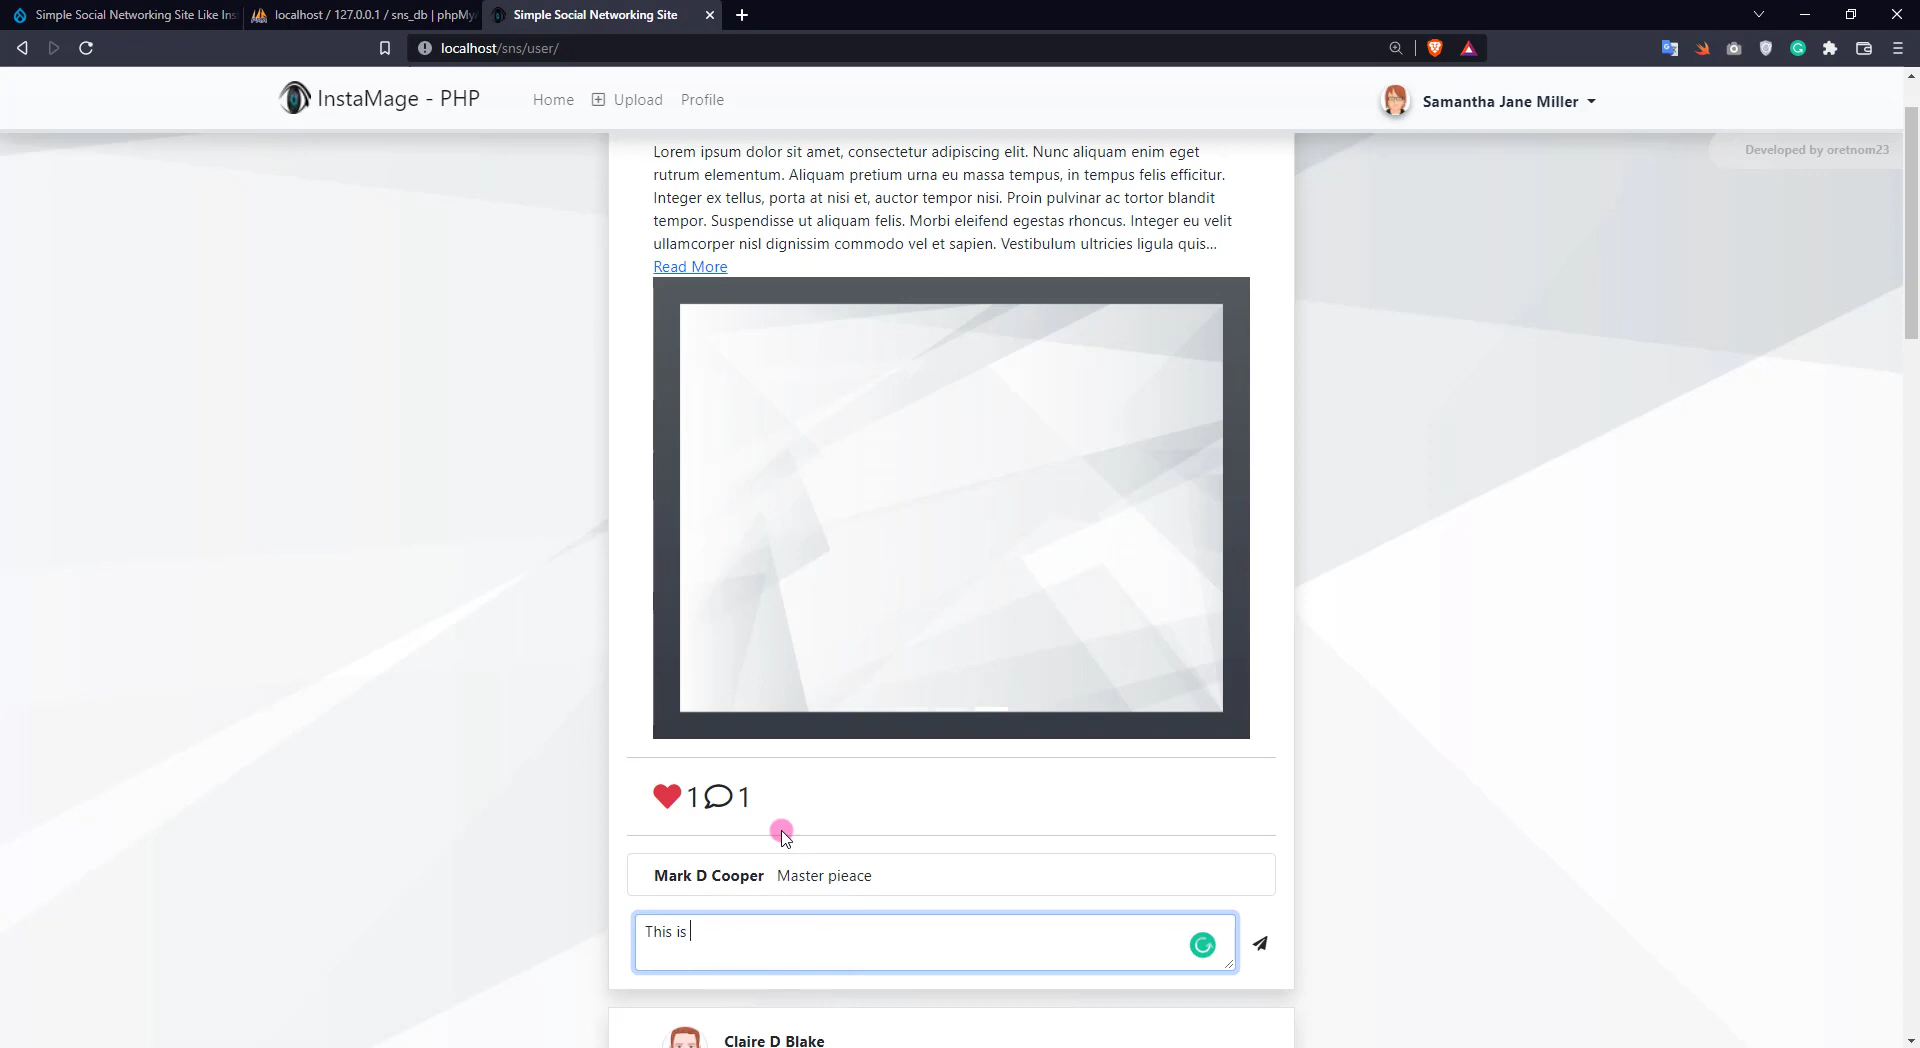 Simple Social Networking Site Like Ins
localhost / 127.0.0.1 / sns_db | phpMy
Simple Social Networking Site
localhost/sns/user/
InstaMage - PHP
Home
Upload
Profile
Samantha Jane Miller
Developed by oretnom23
Lorem ipsum dolor sit amet, consectetur adipiscing elit. Nunc aliquam enim eget
rutrum elementum. Aliquam pretium urna eu massa tempus, in tempus felis efficitur.
Integer ex tellus, porta at nisi et, auctor tempor nisi. Proin pulvinar ac tortor blandit
tempor. Suspendisse ut aliquam felis. Morbi eleifend egestas rhoncus. Integer eu velit
ullamcorper nisl dignissim commodo vel et sapien. Vestibulum ultricies ligula quis...
Read More
1 1
Mark D Cooper Master pieace
This is
Claire D Blake